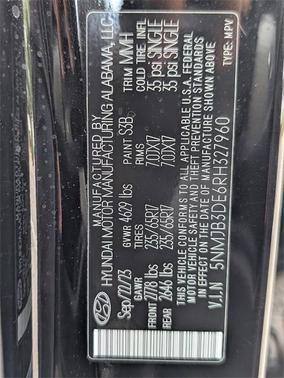 MANUFACTURED BY
HYUNDAI MOTOR MANUFACTURING ALABAMA, LLC
Sep/22/23 GVWR 4629 lbs PAINT S3B TRIM MMH
GAWR TIRES RIMS COLD TIRE INFL
FRONT 2778 lbs 235/65R17 7.0JX17 35 psi SINGLE
REAR 2646 lbs 235/65R17 7.0JX17 35 psi SINGLE
THIS VEHICLE CONFORMS TO ALL APPLICABLE U.S.A. FEDERAL
MOTOR VEHICLE SAFETY AND THEFT PREVENTION STANDARDS
IN EFFECT ON THE DATE OF MANUFACTURE SHOWN ABOVE.
V.I.N 5NMJB3DE6RH327960 TYPE: MPV